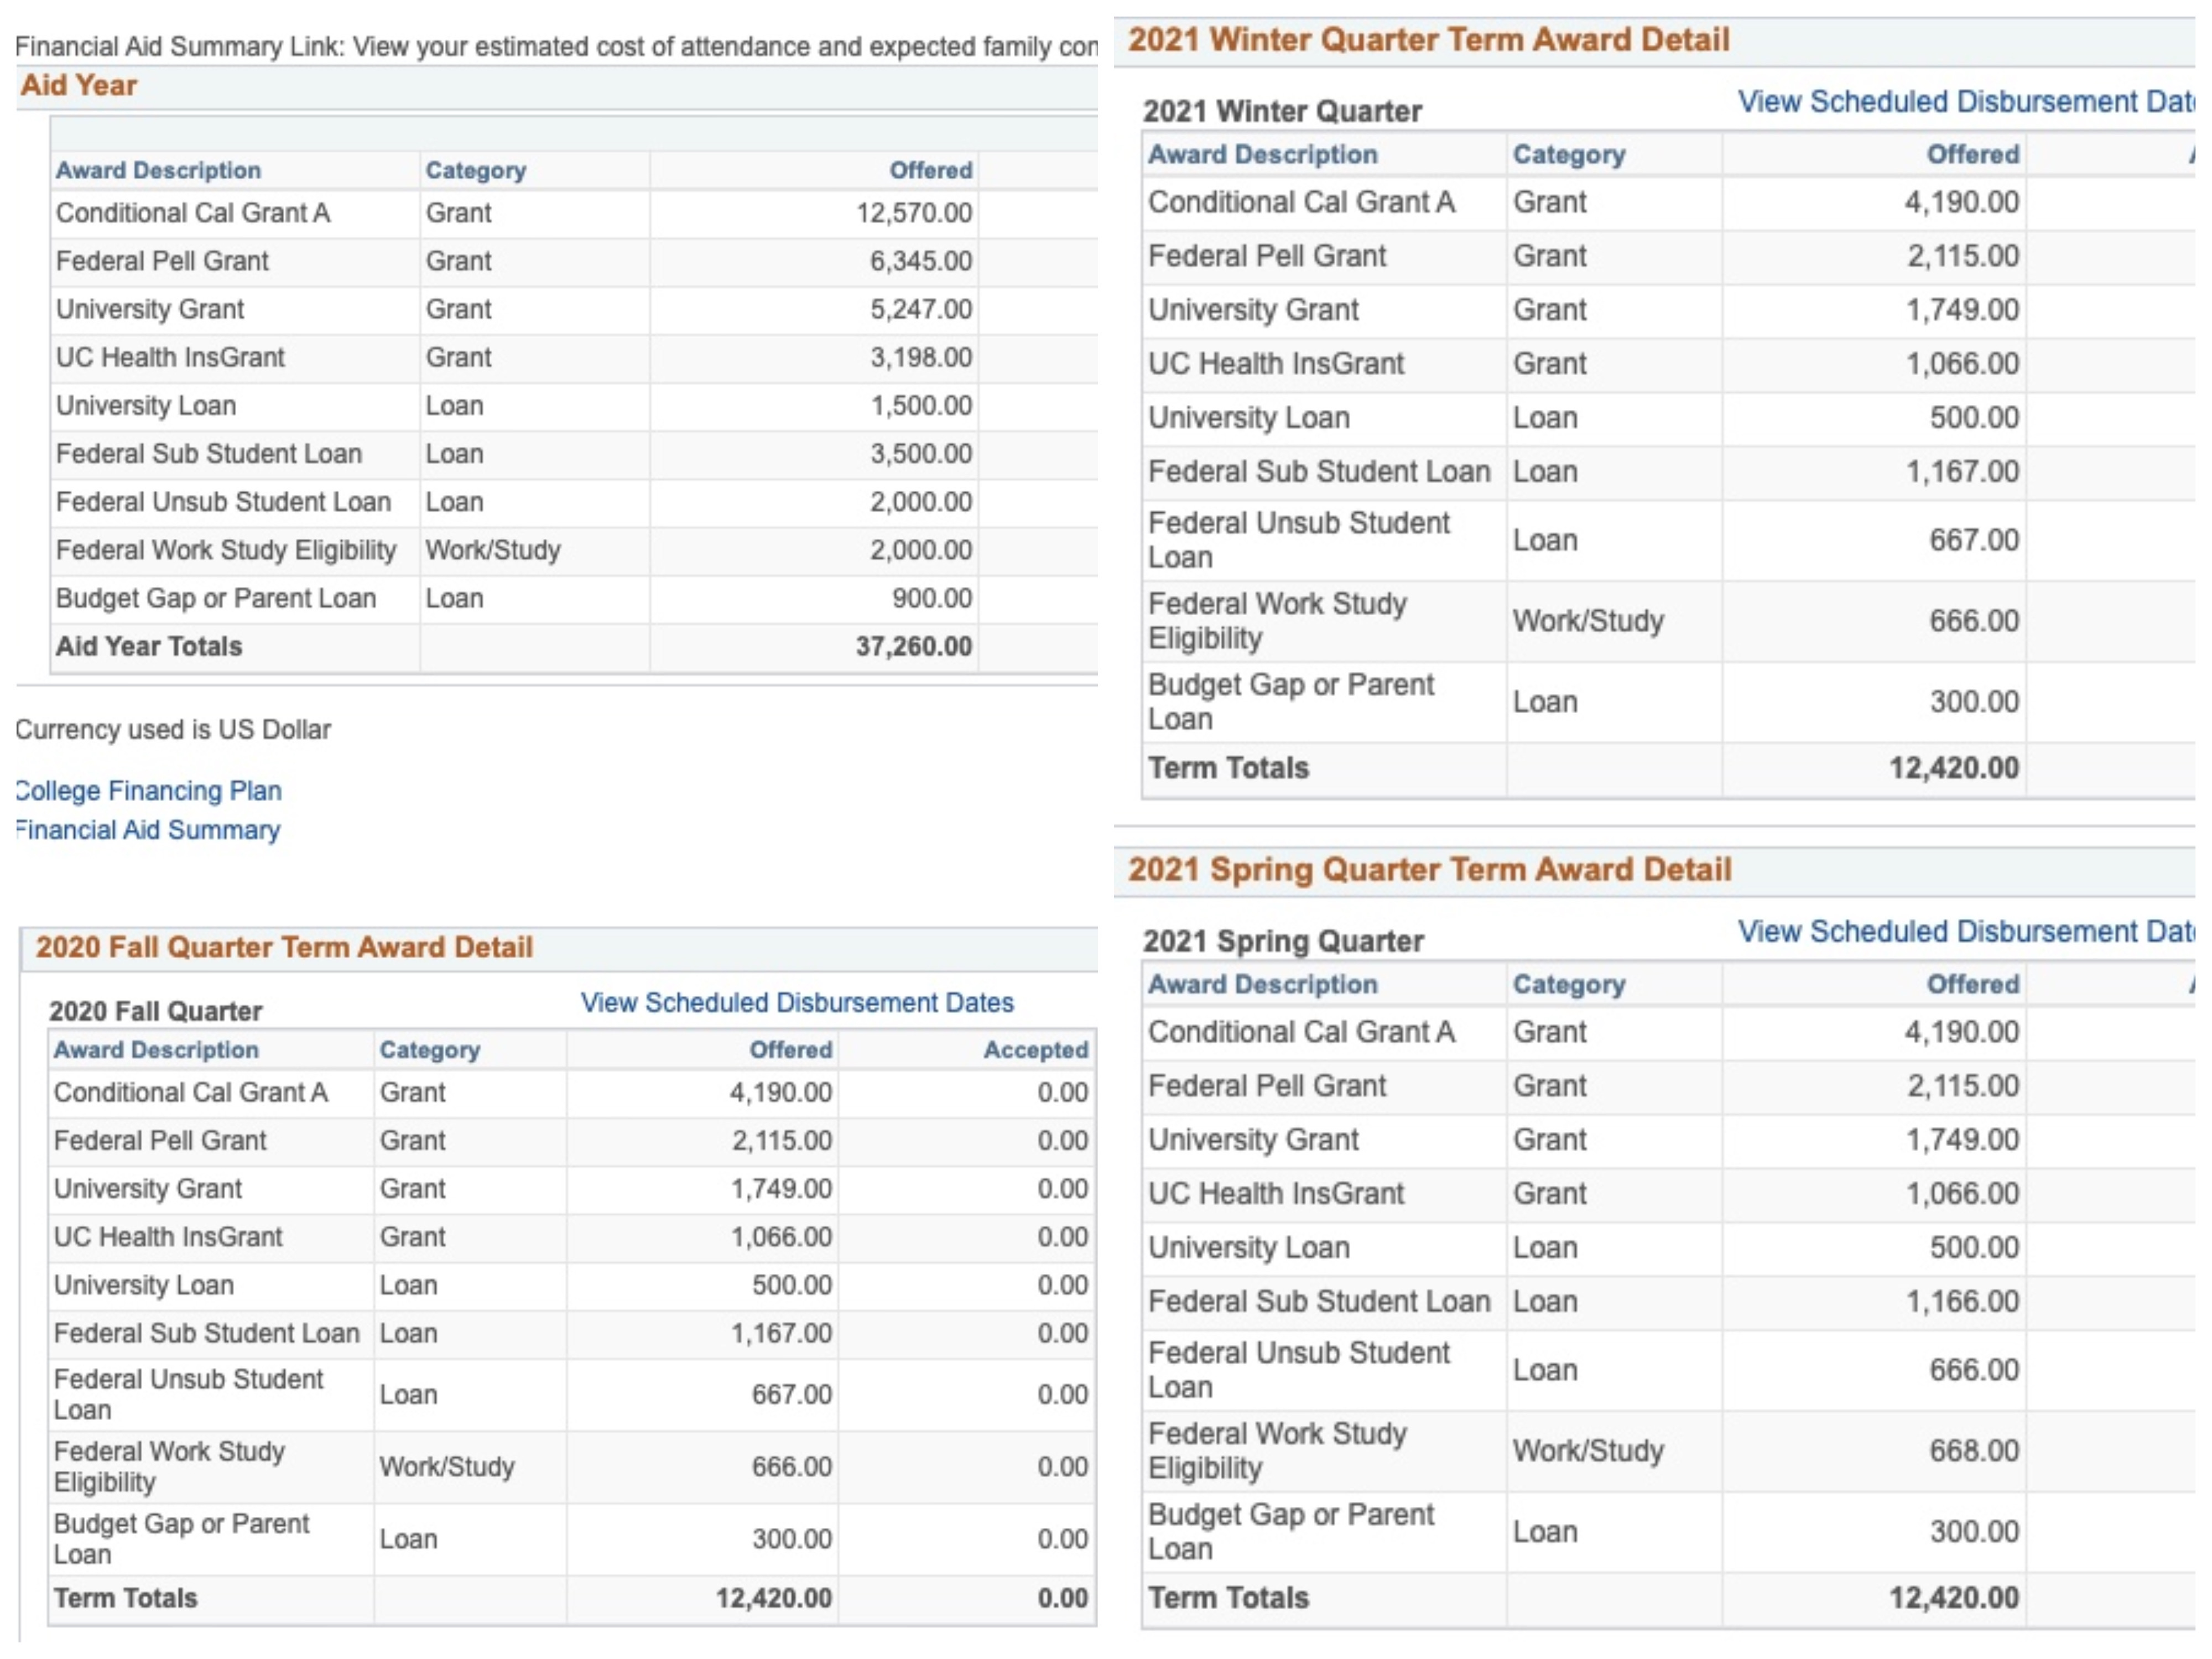 Financial Aid Summary Link: View your estimated cost of attendance and expected family con
Aid Year
Award Description Category Offered
Conditional Cal Grant A Grant 12,570.00
Federal Pell Grant Grant 6,345.00
University Grant Grant 5,247.00
UC Health InsGrant Grant 3,198.00
University Loan Loan 1,500.00
Federal Sub Student Loan Loan 3,500.00
Federal Unsub Student Loan Loan 2,000.00
Federal Work Study Eligibility Work/Study 2,000.00
Budget Gap or Parent Loan Loan 900.00
Aid Year Totals 37,260.00
Currency used is US Dollar
College Financing Plan
Financial Aid Summary
2020 Fall Quarter Term Award Detail
2020 Fall Quarter View Scheduled Disbursement Dates
Award Description Category Offered Accepted
Conditional Cal Grant A Grant 4,190.00 0.00
Federal Pell Grant Grant 2,115.00 0.00
University Grant Grant 1,749.00 0.00
UC Health InsGrant Grant 1,066.00 0.00
University Loan Loan 500.00 0.00
Federal Sub Student Loan Loan 1,167.00 0.00
Federal Unsub Student
Loan Loan 667.00 0.00
Federal Work Study
Eligibility Work/Study 666.00 0.00
Budget Gap or Parent
Loan Loan 300.00 0.00
Term Totals 12,420.00 0.00
2021 Winter Quarter Term Award Detail
2021 Winter Quarter View Scheduled Disbursement Dat
Award Description Category Offered
Conditional Cal Grant A Grant 4,190.00
Federal Pell Grant Grant 2,115.00
University Grant Grant 1,749.00
UC Health InsGrant Grant 1,066.00
University Loan Loan 500.00
Federal Sub Student Loan Loan 1,167.00
Federal Unsub Student
Loan Loan 667.00
Federal Work Study
Eligibility Work/Study 666.00
Budget Gap or Parent
Loan Loan 300.00
Term Totals 12,420.00
2021 Spring Quarter Term Award Detail
2021 Spring Quarter View Scheduled Disbursement Dat
Award Description Category Offered
Conditional Cal Grant A Grant 4,190.00
Federal Pell Grant Grant 2,115.00
University Grant Grant 1,749.00
UC Health InsGrant Grant 1,066.00
University Loan Loan 500.00
Federal Sub Student Loan Loan 1,166.00
Federal Unsub Student
Loan Loan 666.00
Federal Work Study
Eligibility Work/Study 668.00
Budget Gap or Parent
Loan Loan 300.00
Term Totals 12,420.00